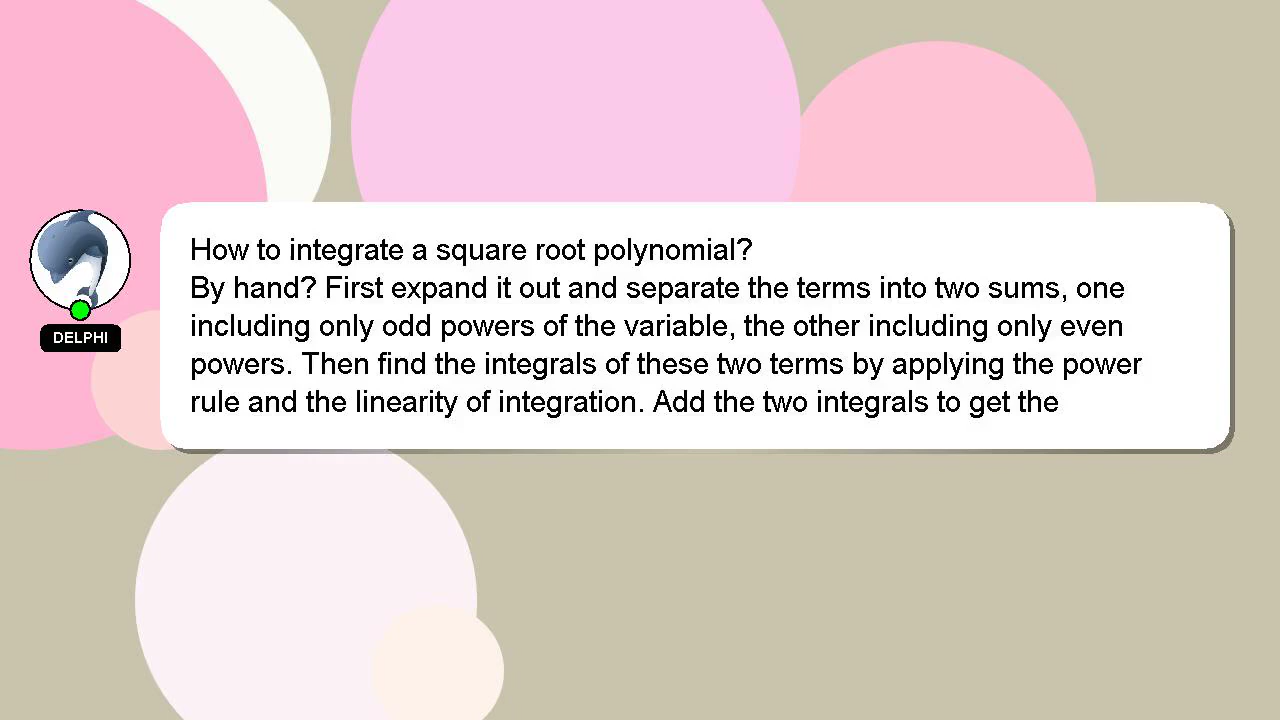 How to integrate a square root polynomial?
By hand? First expand it out and separate the terms into two sums, one
including only odd powers of the variable, the other including only even
powers. Then find the integrals of these two terms by applying the power
rule and the linearity of integration. Add the two integrals to get the
DELPHI